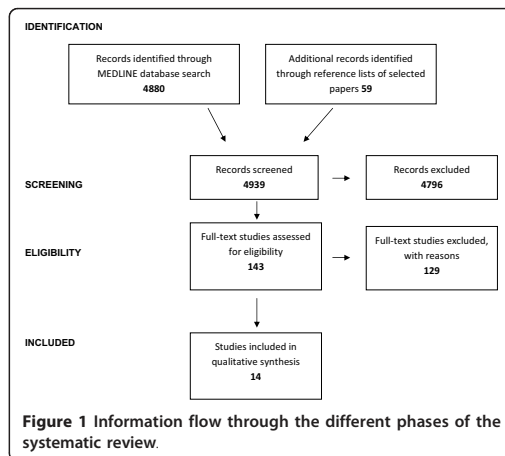 IDENTIFICATION
Records identified through
MEDLINE database search
4880
Additional records identified
through reference lists of selected
papers 59
SCREENING
Records screened
4939
Records excluded
4796
ELIGIBILITY
Full-text studies assessed
for eligibility
143
Full-text studies excluded,
with reasons
129
INCLUDED
Studies included in
qualitative synthesis
14
Figure 1 Information flow through the different phases of the
systematic review.